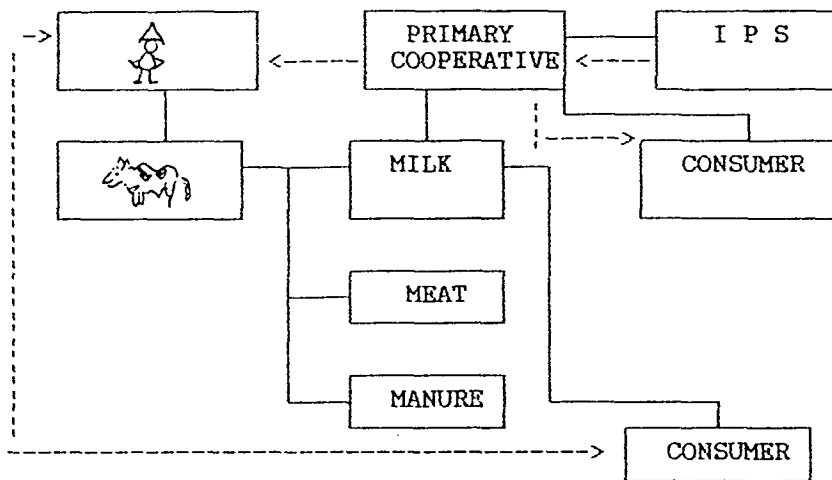 PRIMARY
COOPERATIVE
I P S
MILK
CONSUMER
MEAT
MANURE
CONSUMER